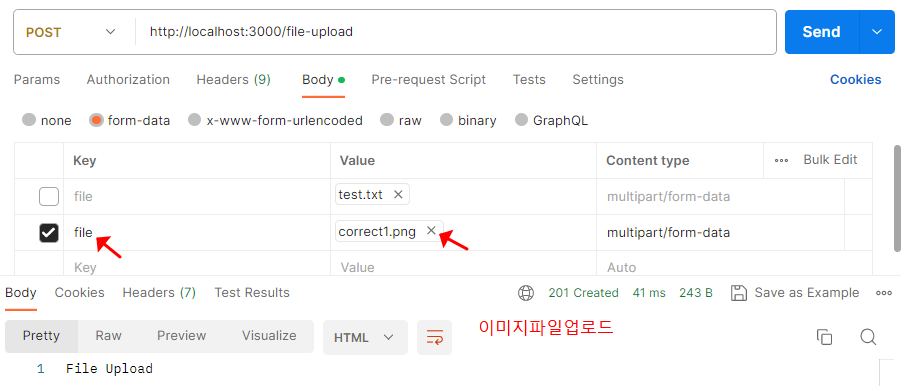 POST http://localhost:3000/file-upload Send
Params Authorization Headers (9) Body Pre-request Script Tests Settings Cookies
none form-data x-www-form-urlencoded raw binary GraphQL
Key Value Content type Bulk Edit
file test.txt multipart/form-data
file correct1.png multipart/form-data
Key Value Auto
Body Cookies Headers (7) Test Results 201 Created 41 ms 243 B Save as Example
Pretty Raw Preview Visualize HTML 이미지파일업로드
1 File Upload